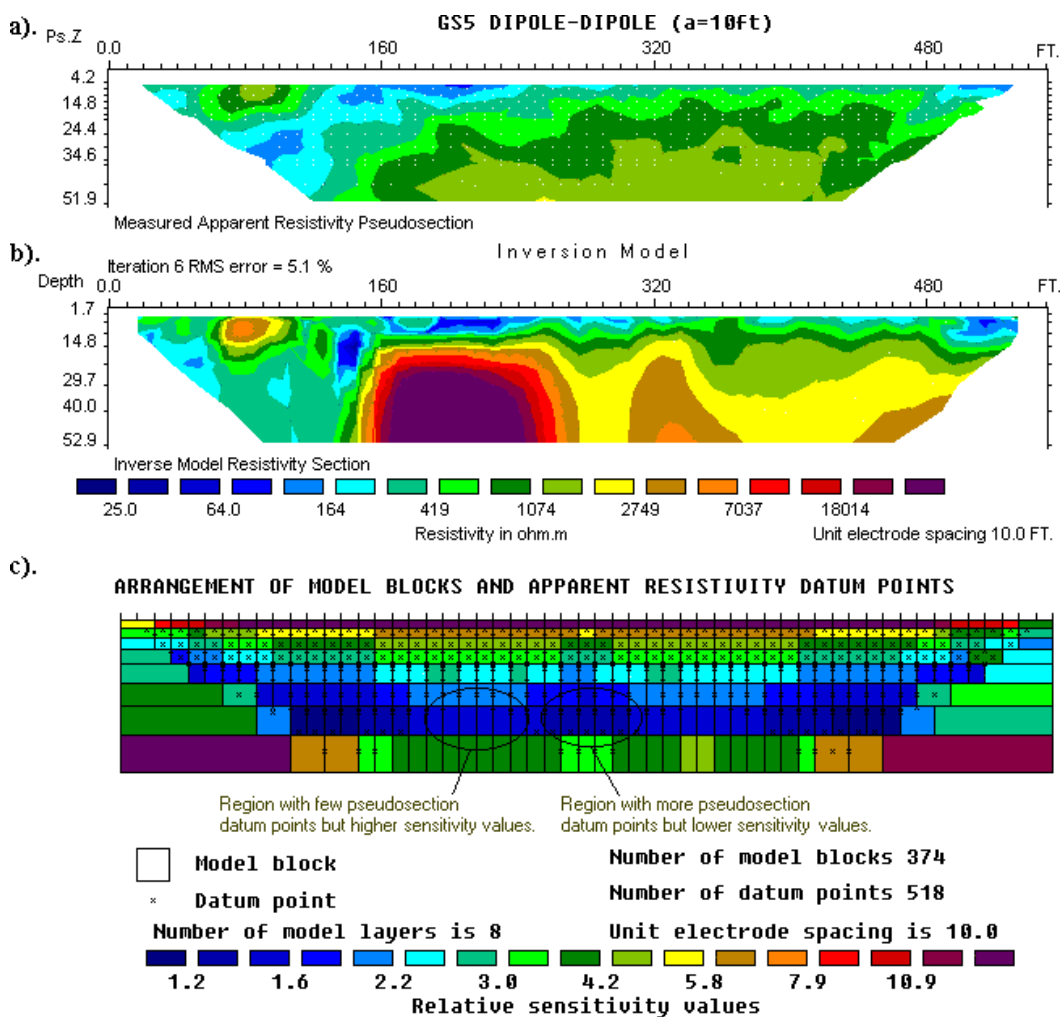 a).
GS5 DIPOLE-DIPOLE (a=10ft)
Ps.Z
0.0 160 320 480 FT.
4.2
14.8
24.4
34.6
51.9
Measured Apparent Resistivity Pseudosection
b).
Inversion Model
Iteration 6 RMS error = 5.1 %
Depth
0.0 160 320 480 FT.
1.7
14.8
29.7
40.0
52.9
Inverse Model Resistivity Section
25.0 64.0 164 419 1074 2749 7037 18014
Resistivity in ohm.m
Unit electrode spacing 10.0 FT.
c).
ARRANGEMENT OF MODEL BLOCKS AND APPARENT RESISTIVITY DATUM POINTS
Region with few pseudosection
datum points but higher sensitivity values.
Region with more pseudosection
datum points but lower sensitivity values.
Model block
Number of model blocks 374
Datum point
Number of datum points 518
Number of model layers is 8
Unit electrode spacing is 10.0
1.2 1.6 2.2 3.0 4.2 5.8 7.9 10.9
Relative sensitivity values